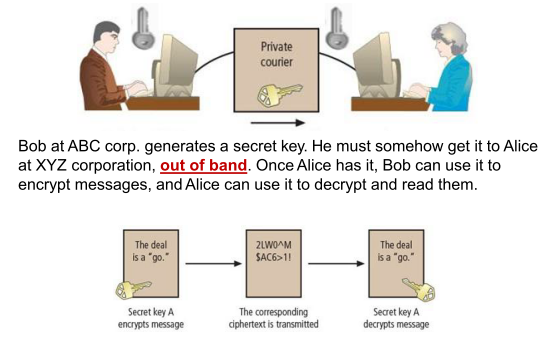 Private
courier
Bob at ABC corp. generates a secret key. He must somehow get it to Alice
at XYZ corporation, out of band. Once Alice has it, Bob can use it to
encrypt messages, and Alice can use it to decrypt and read them.
The deal
is a "go."
2LW0^M
$AC6>1!
The deal
is a "go."
Secret key A
encrypts message
The corresponding
ciphertext is transmitted
Secret key A
decrypts message